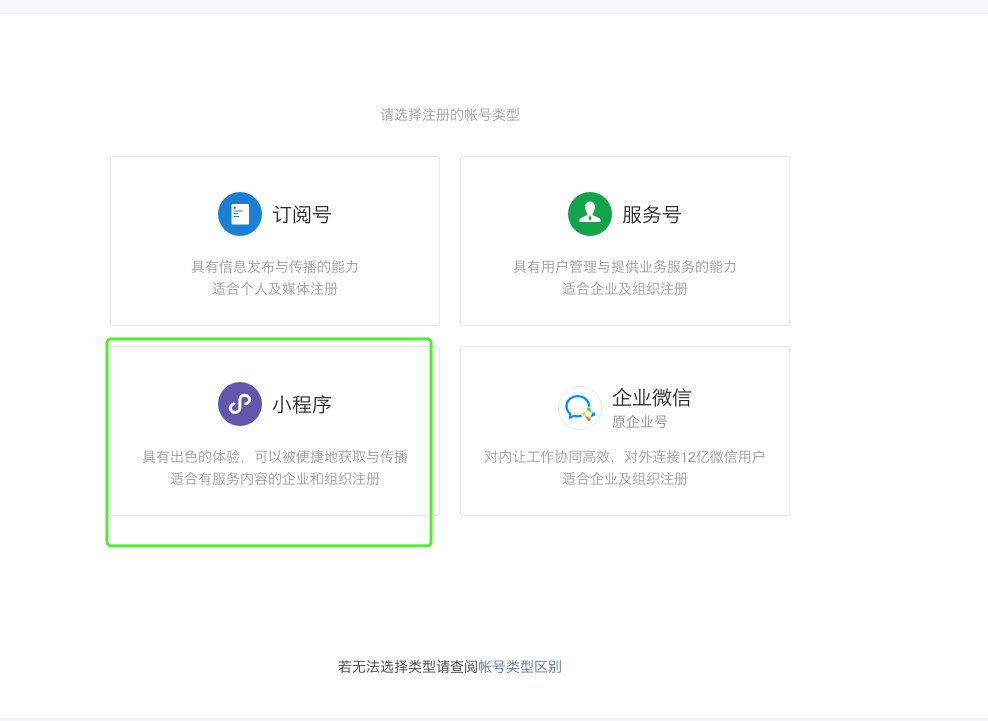 请选择注册的帐号类型
订阅号
具有信息发布与传播的能力
适合个人及媒体注册
服务号
具有用户管理与提供业务服务的能力
适合企业及组织注册
小程序
具有出色的体验，可以被便捷地获取与传播
适合有服务内容的企业和组织注册
企业微信
原企业号
对内让工作协同高效，对外连接12亿微信用户
适合企业及组织注册
若无法选择类型请查阅帐号类型区别